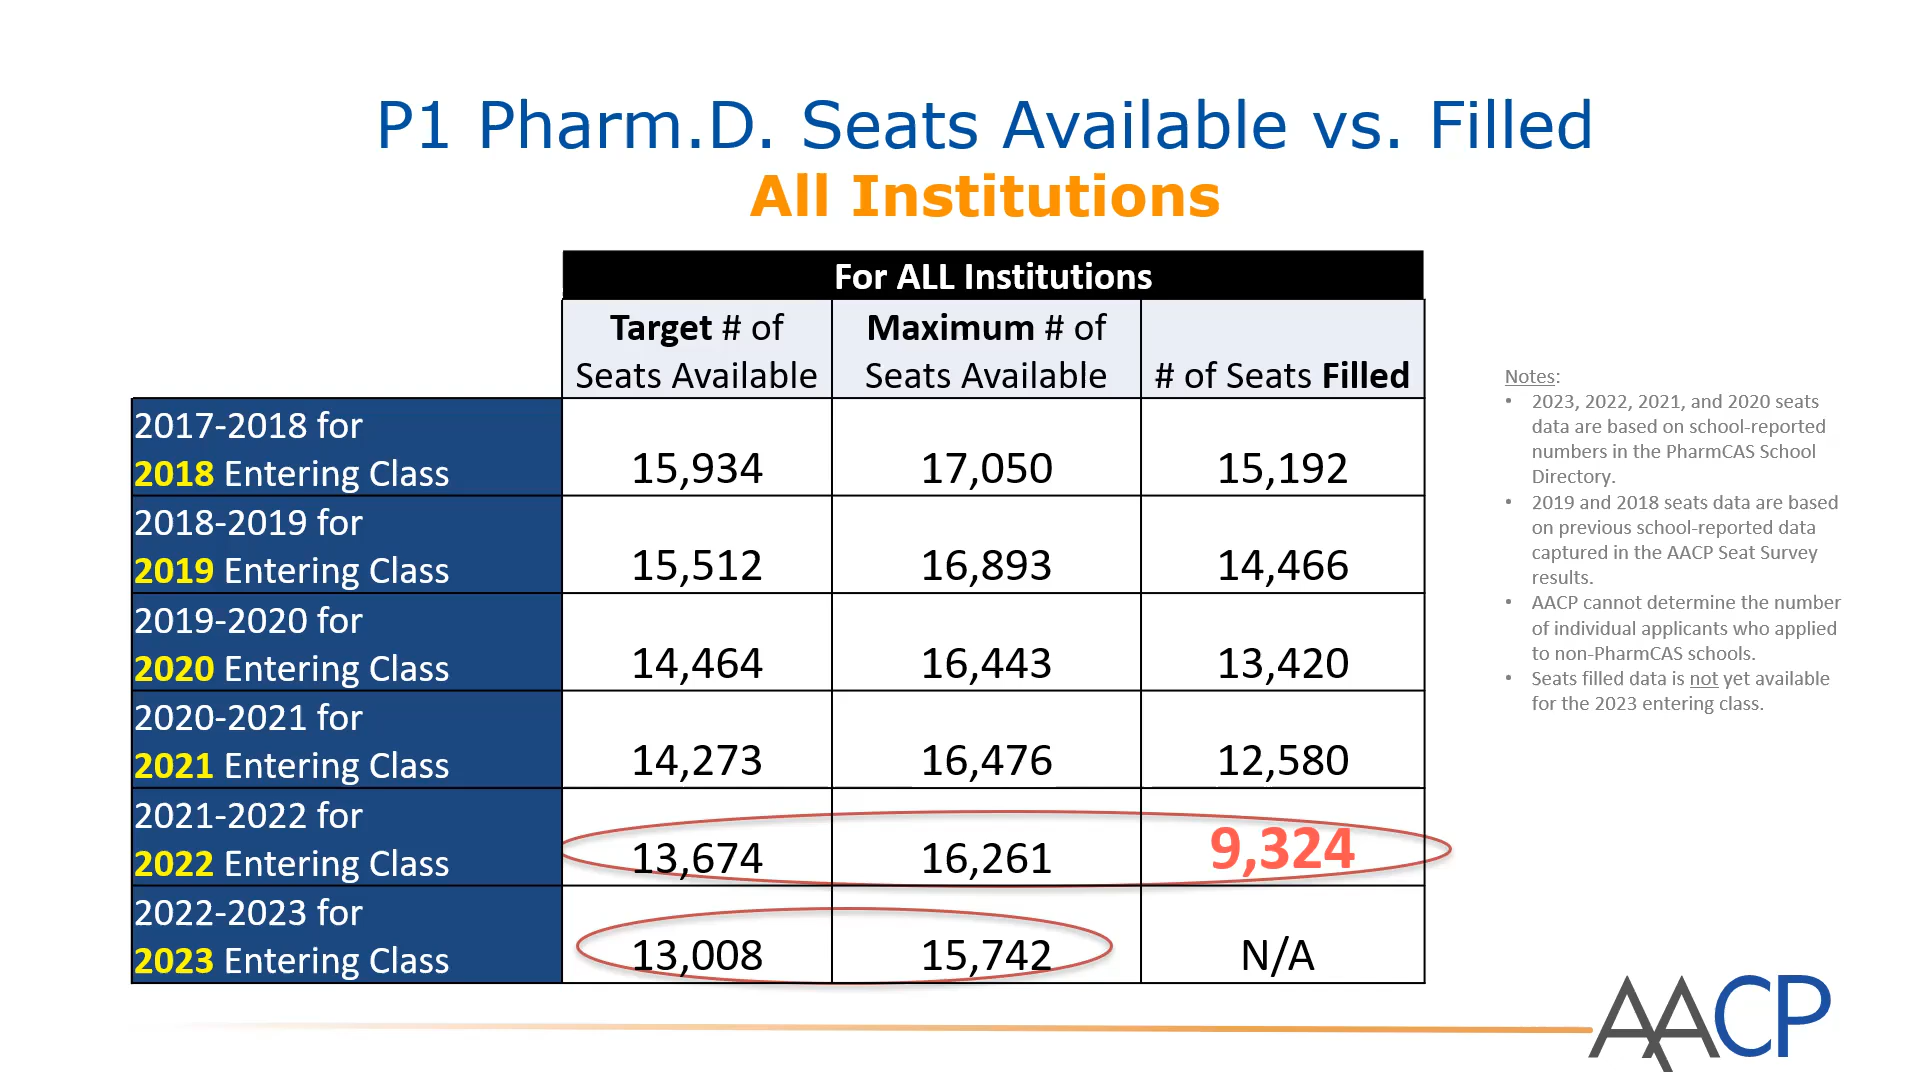 P1 Pharm.D. Seats Available vs. Filled
All Institutions
For ALL Institutions
Target # of
Seats Available
Maximum # of
Seats Available
# of Seats Filled
2017-2018 for
2018 Entering Class
15,934
17,050
15,192
2018-2019 for
2019 Entering Class
15,512
16,893
14,466
2019-2020 for
2020 Entering Class
14,464
16,443
13,420
2020-2021 for
2021 Entering Class
14,273
16,476
12,580
2021-2022 for
2022 Entering Class
13,674
16,261
9,324
2022-2023 for
2023 Entering Class
13,008
15,742
N/A
Notes:
• 2023, 2022, 2021, and 2020 seats
data are based on school-reported
numbers in the PharmCAS School
Directory.
• 2019 and 2018 seats data are based
on previous school-reported data
captured in the AACP Seat Survey
results.
• AACP cannot determine the number
of individual applicants who applied
to non-PharmCAS schools.
• Seats filled data is not yet available
for the 2023 entering class.
AACP